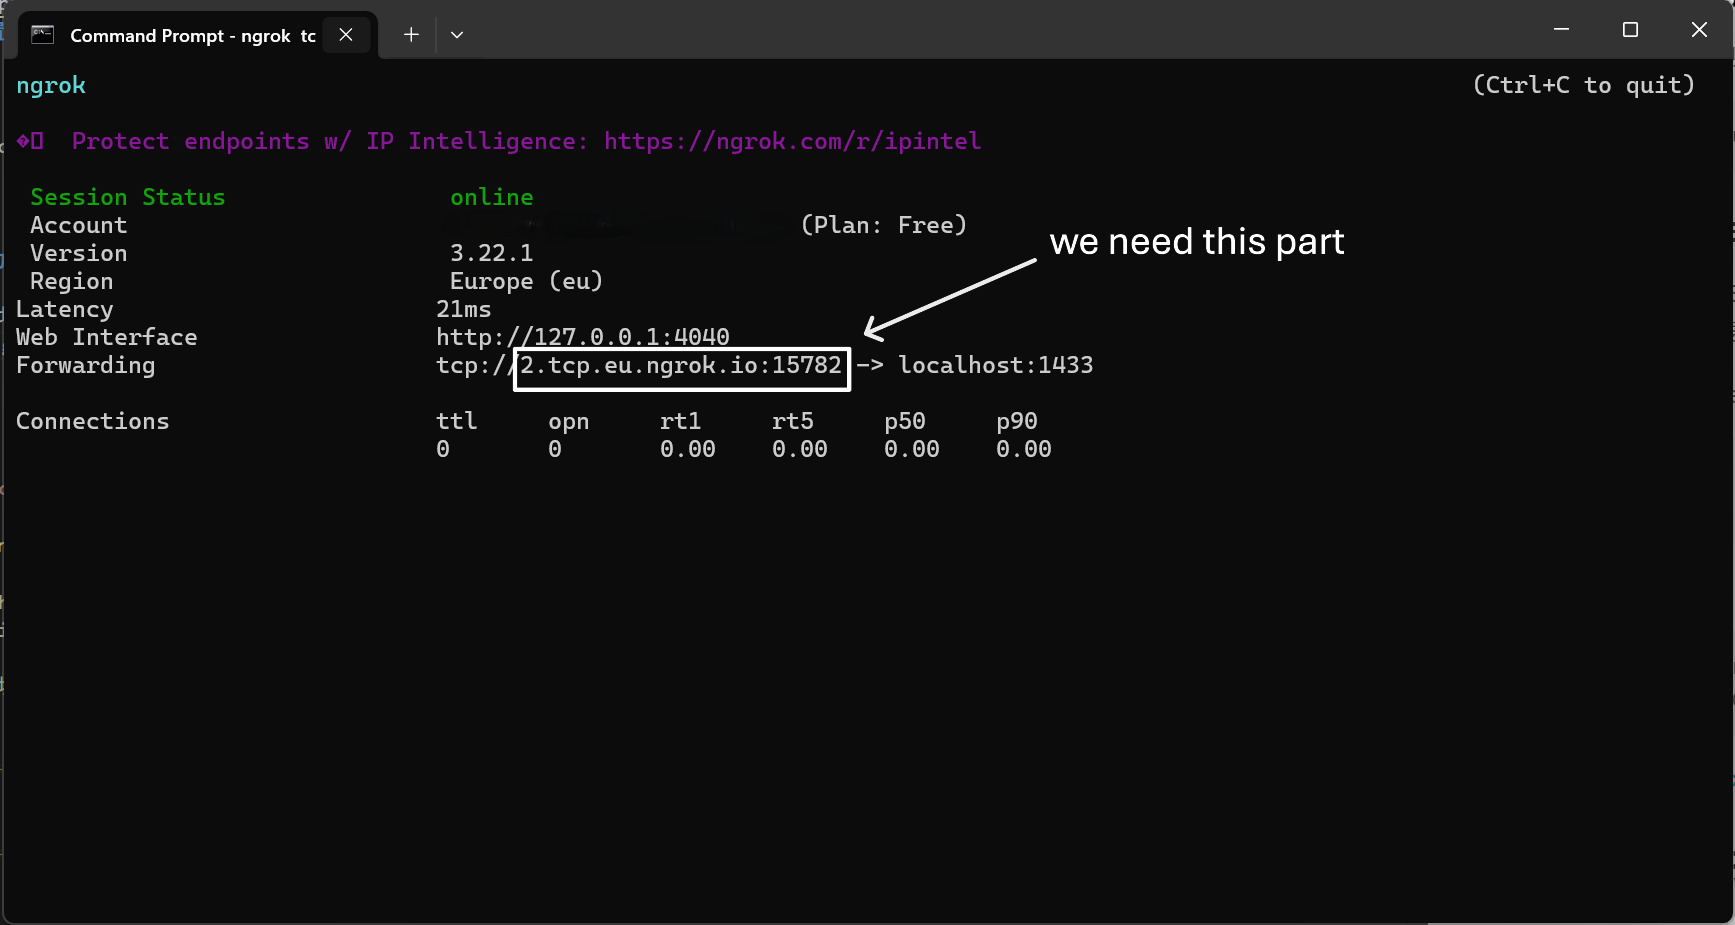 Command Prompt - ngrok tc
ngrok (Ctrl+C to quit)
Protect endpoints w/ IP Intelligence: https://ngrok.com/r/ipintel
Session Status online
Account (Plan: Free)
we need this part
Version 3.22.1
Region Europe (eu)
Latency 21ms
Web Interface http://127.0.0.1:4040
Forwarding tcp://2.tcp.eu.ngrok.io:15782 -> localhost:1433
Connections ttl opn rt1 rt5 p50 p90
0 0 0.00 0.00 0.00 0.00